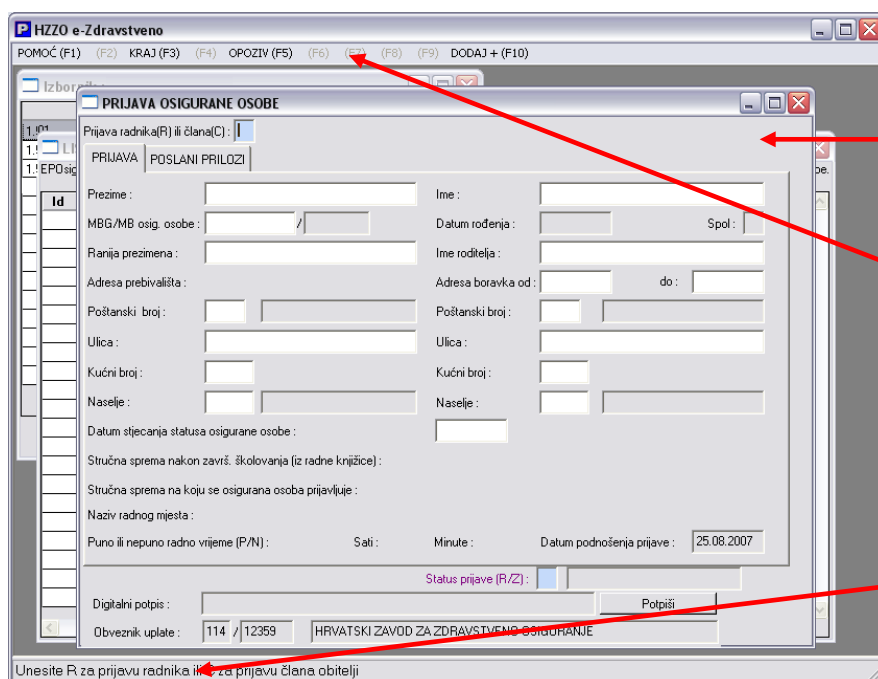 HZZO e-Zdravstveno
POMOĆ (F1) (F2) KRAJ (F3) (F4) OPOZIV (F5) (F6) (F7) (F8) (F9) DODAJ + (F10)
PRIJAVA OSIGURANE OSOBE
Prijava radnika(R) ili člana(C) :
PRIJAVA POSLANI PRILOZI
EPOsig
Id
Prezime : Ime :
MBG/MB osig. osobe : / Datum rođenja : Spol :
Ranija prezimena : Ime roditelja :
Adresa prebivališta : Adresa boravka od : do :
Poštanski broj : Poštanski broj :
Ulica : Ulica :
Kućni broj : Kućni broj :
Naselje : Naselje :
Datum stjecanja statusa osigurane osobe :
Stručna sprema nakon završ. školovanja (iz radne knjižice) :
Stručna sprema na koju se osigurana osoba prijavljuje :
Naziv radnog mjesta :
Puno ili nepuno radno vrijeme (P/N) : Sati : Minute : Datum podnošenja prijave : 25.08.2007
Status prijave (R/Z) :
Digitalni potpis : Potpiši
Obveznik uplate : 114 / 12359 HRVATSKI ZAVOD ZA ZDRAVSTVENO OSIGURANJE
Unesite R za prijavu radnika ili C za prijavu člana obitelji